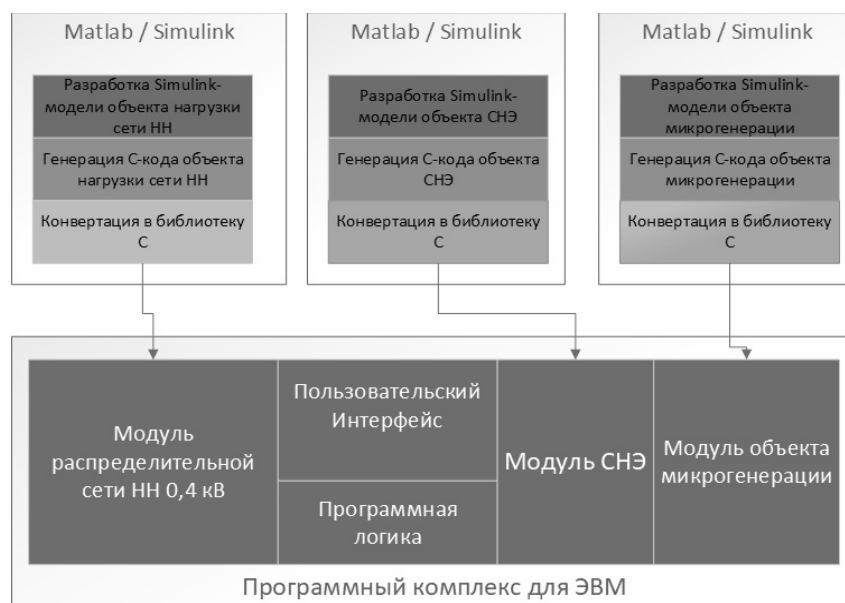 Matlab / Simulink
Разработка Simulink-
модели объекта нагрузки
сети НН
Генерация С-кода объекта
нагрузки сети НН
Конвертация в библиотеку
С
Matlab / Simulink
Разработка Simulink-
модели объекта СНЭ
Генерация С-кода объекта
СНЭ
Конвертация в библиотеку
С
Matlab / Simulink
Разработка Simulink-
модели объекта
микрогенерации
Генерация С-кода объекта
микрогенерации
Конвертация в библиотеку
С
Модуль
распределительной
сети НН 0,4 кВ
Пользовательский
Интерфейс
Программная
логика
Модуль СНЭ
Модуль объекта
микрогенерации
Программный комплекс для ЭВМ